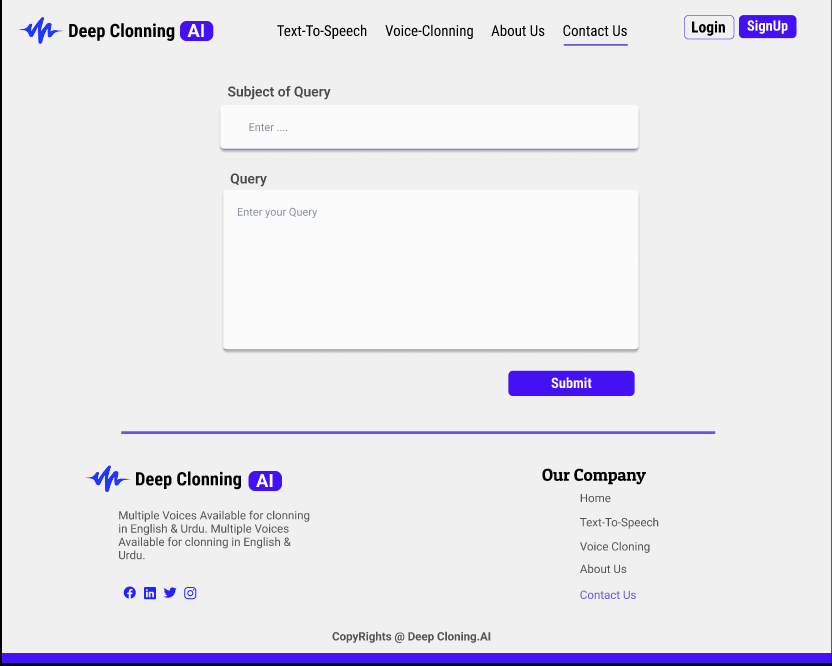 Deep Clonning AI
Text-To-Speech
Voice-Clonning
About Us
Contact Us
Login
SignUp
Subject of Query
Enter ....
Query
Enter your Query
Submit
Deep Clonning AI
Multiple Voices Available for clonning
in English & Urdu. Multiple Voices
Available for clonning in English &
Urdu.
Our Company
Home
Text-To-Speech
Voice Cloning
About Us
Contact Us
CopyRights @ Deep Cloning.AI